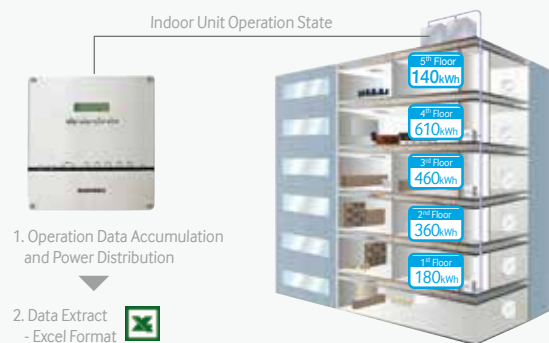 Indoor Unit Operation State
5th Floor
140kWh
4th Floor
610kWh
3rd Floor
460kWh
2nd Floor
360kWh
1st Floor
180kWh
1. Operation Data Accumulation
and Power Distribution
2. Data Extract
- Excel Format